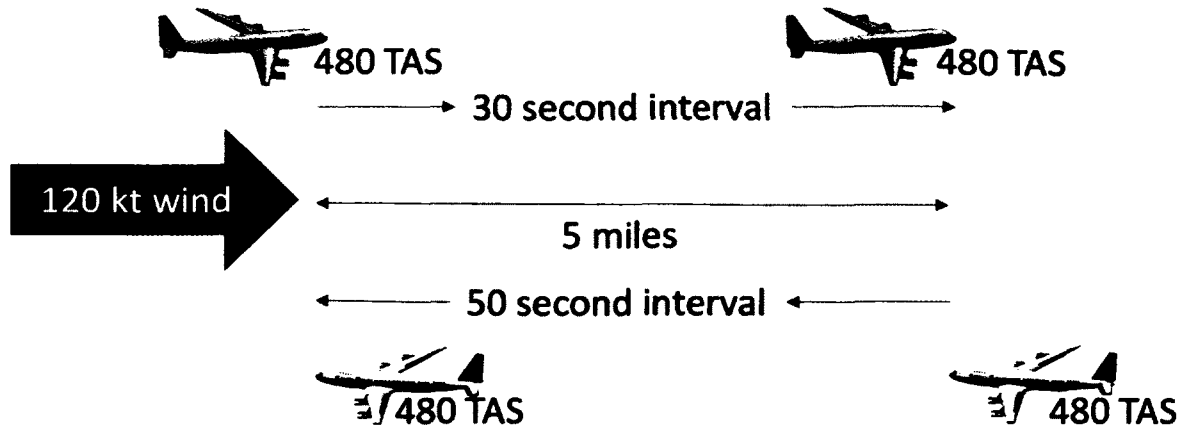 480 TAS
480 TAS
30 second interval
120 kt wind
5 miles
50 second interval
480 TAS
480 TAS